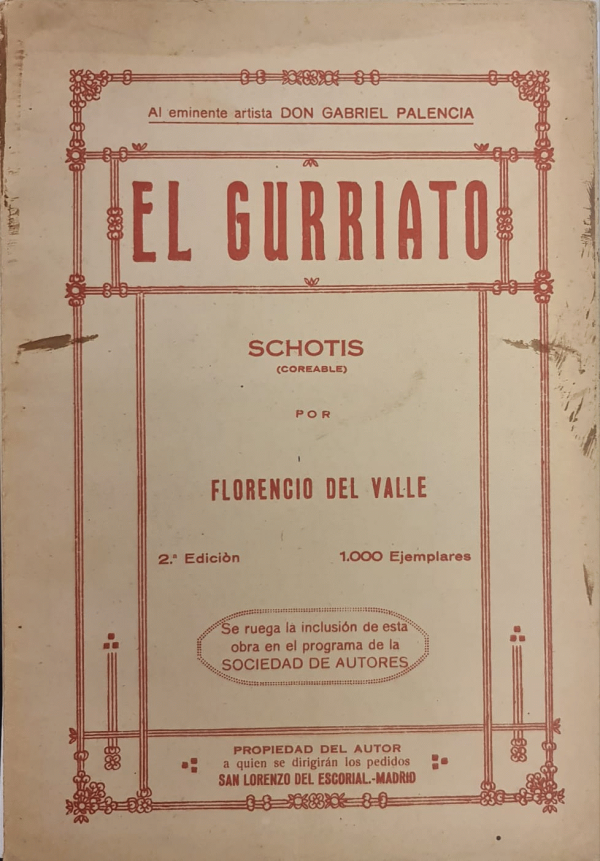 Al eminente artista DON GABRIEL PALENCIA
EL GURRIATO
SCHOTIS
(COREABLE)
POR
FLORENCIO DEL VALLE
2.ª Ediciòn 1.000 Ejemplares
Se ruega la inclusión de esta
obra en el programa de la
SOCIEDAD DE AUTORES
PROPIEDAD DEL AUTOR
a quien se dirigirán los pedidos
SAN LORENZO DEL ESCORIAL.-MADRID